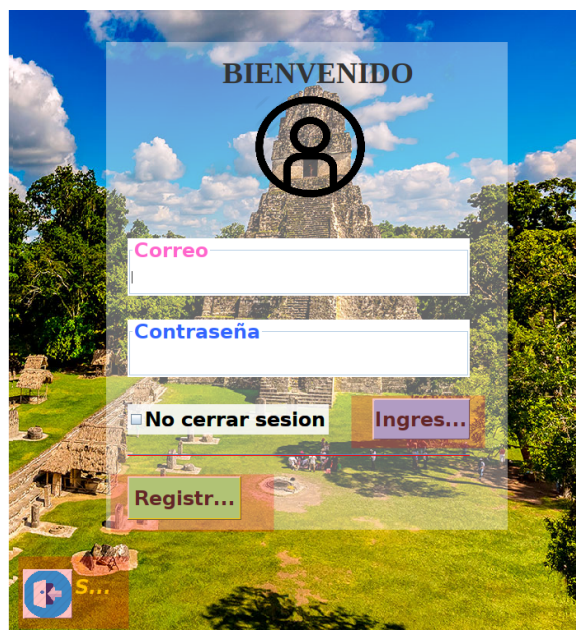 BIENVENIDO
Correo
Contraseña
No cerrar sesion
Ingres...
Registr...
S...